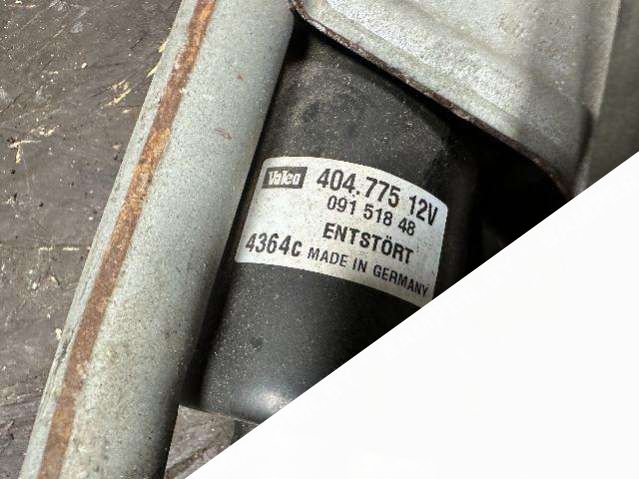 Valeo 404.775 12V
091 518 48
ENTSTÖRT
4364c MADE IN GERMANY